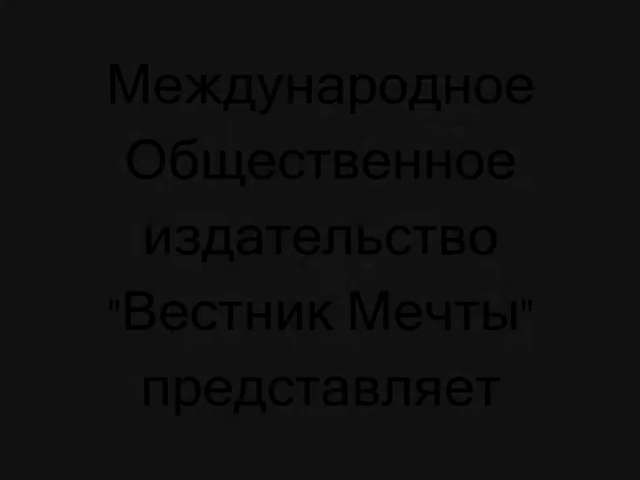 Международное
Общественное
издательство
"Вестник Мечты"
представляет